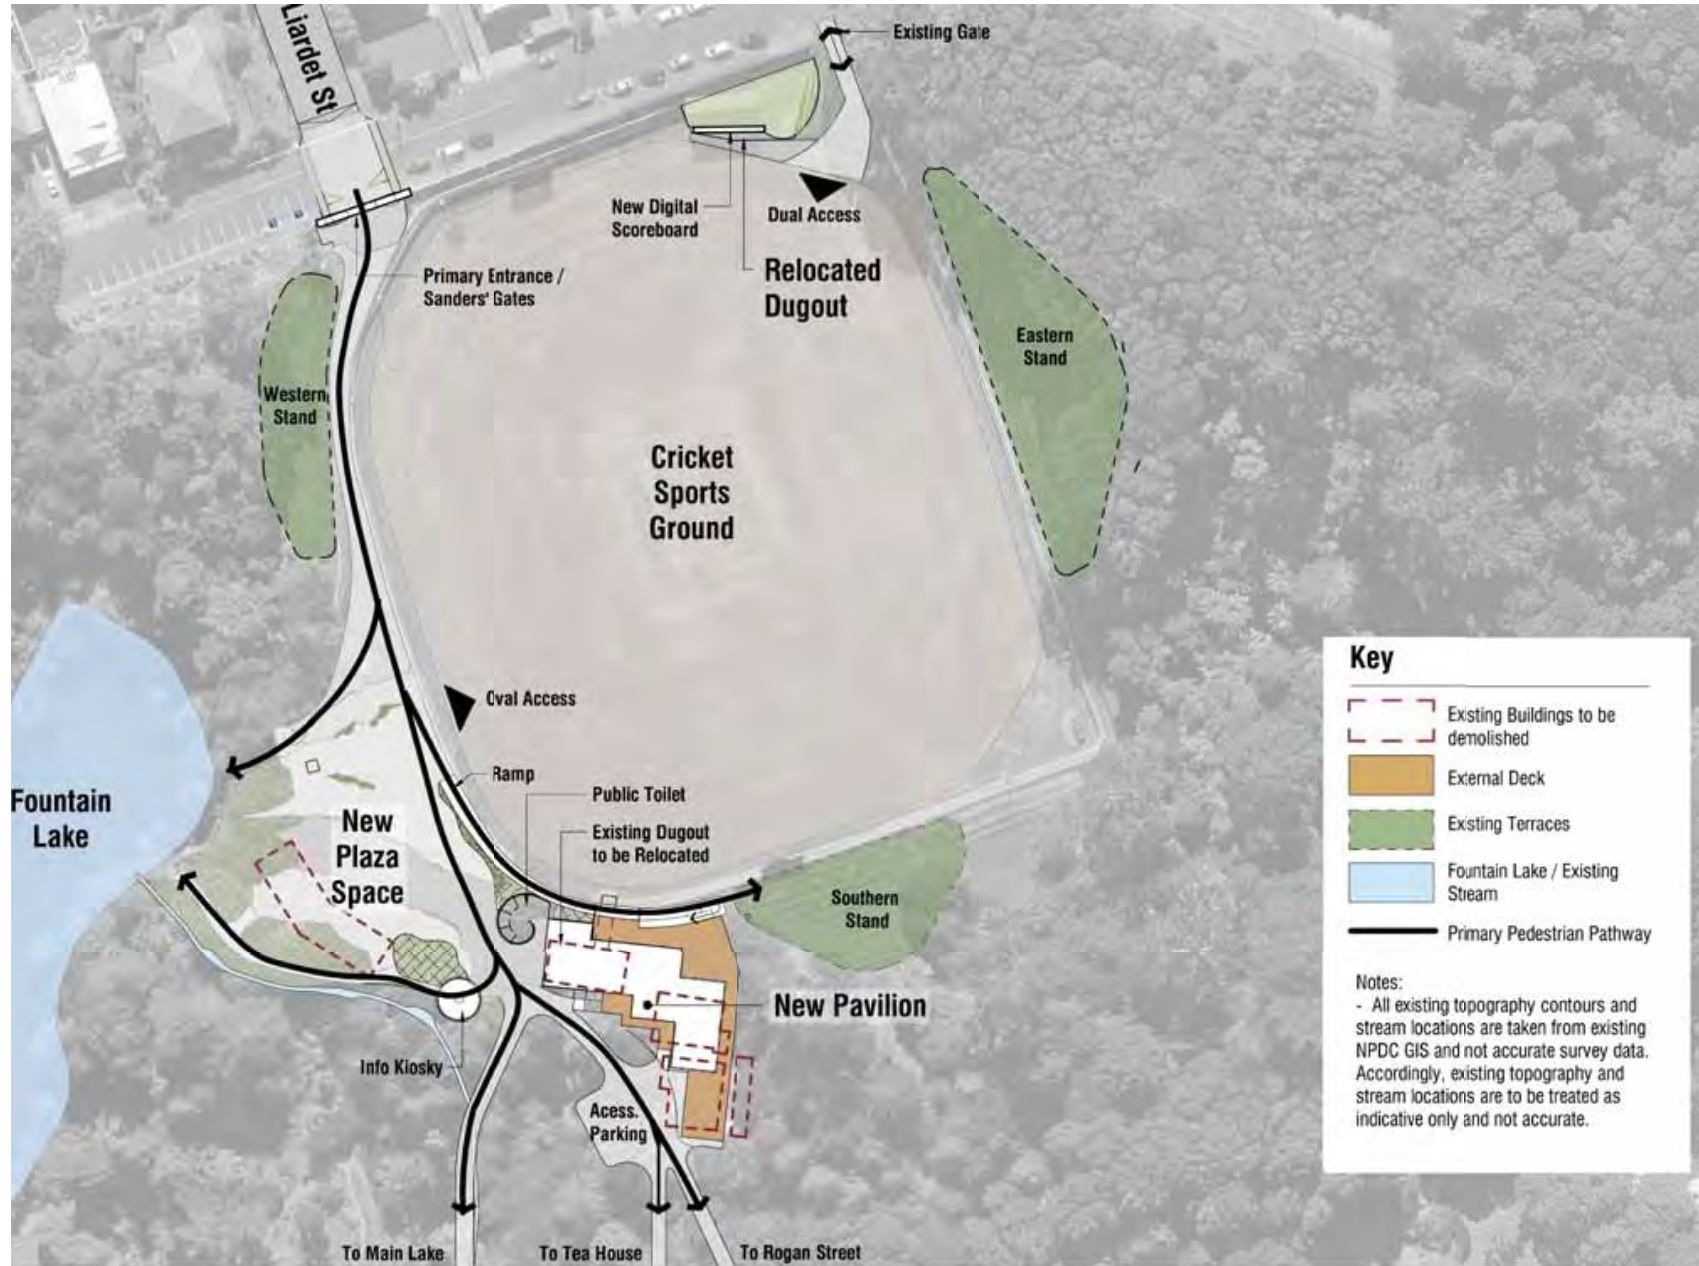 Liardet St
Existing Gate
New Digital
Scoreboard
Dual Access
Relocated
Dugout
Primary Entrance /
Sanders' Gates
Western
Stand
Eastern
Stand
Cricket
Sports
Ground
Oval Access
Ramp
Public Toilet
Existing Dugout
to be Relocated
Fountain
Lake
New
Plaza
Space
Southern
Stand
New Pavilion
Info Kiosky
Acess.
Parking
To Main Lake
To Tea House
To Rogan Street
Key
Existing Buildings to be
demolished
External Deck
Existing Terraces
Fountain Lake / Existing
Stream
Primary Pedestrian Pathway
Notes:
- All existing topography contours and
stream locations are taken from existing
NPDC GIS and not accurate survey data.
Accordingly, existing topography and
stream locations are to be treated as
indicative only and not accurate.